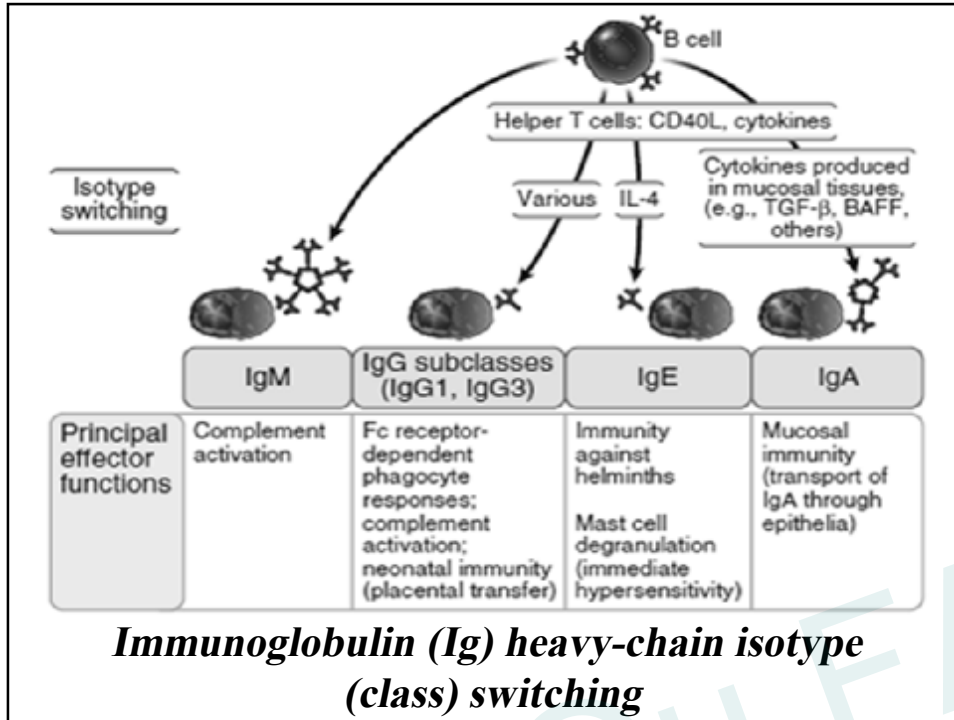 B cell
Helper T cells: CD40L, cytokines
Isotype
switching
Various
IL-4
Cytokines produced
in mucosal tissues,
(e.g., TGF-β, BAFF,
others)
IgM
IgG subclasses
(IgG1, IgG3)
IgE
IgA
Principal
effector
functions
Complement
activation
Fc receptor-
dependent
phagocyte
responses;
complement
activation;
neonatal immunity
(placental transfer)
Immunity
against
helminths
Mast cell
degranulation
(immediate
hypersensitivity)
Mucosal
immunity
(transport of
IgA through
epithelia)
Immunoglobulin (Ig) heavy-chain isotype
(class) switching